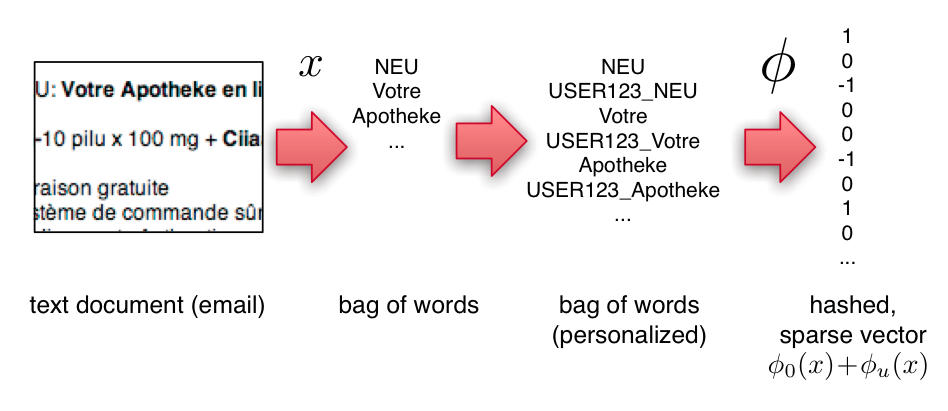 U: Votre Apotheke en li
-10 pilu x 100 mg + Ciia
raison gratuite
stème de commande sûr
text document (email)
x
NEU
Votre
Apotheke
...
bag of words
NEU
USER123_NEU
Votre
USER123_Votre
Apotheke
USER123_Apotheke
...
bag of words
(personalized)
ϕ
1
0
-1
0
0
-1
0
1
0
...
hashed,
sparse vector
ϕ₀(x)+ϕᵤ(x)